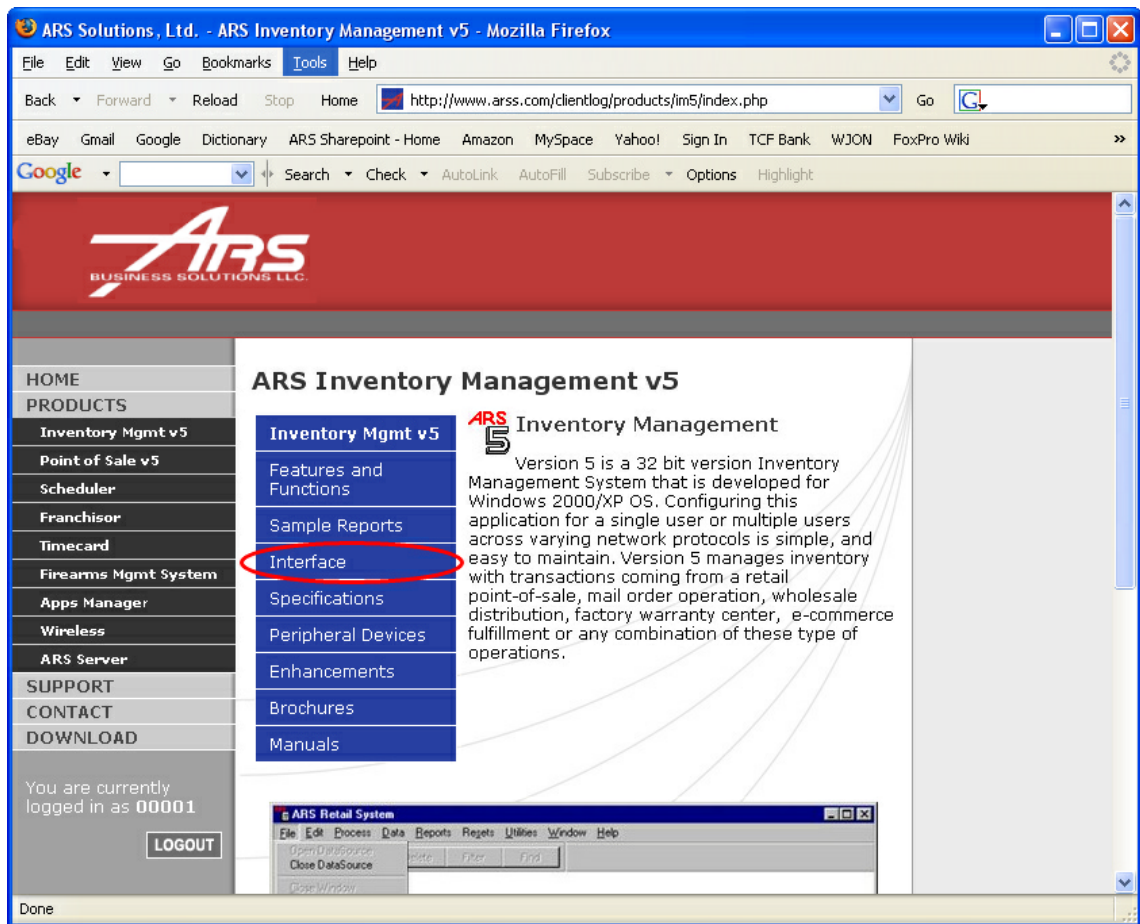 ARS Solutions, Ltd. - ARS Inventory Management v5 - Mozilla Firefox
File Edit View Go Bookmarks Tools Help
Back Forward Reload Stop Home http://www.arss.com/clientlog/products/im5/index.php Go G
eBay Gmail Google Dictionary ARS Sharepoint - Home Amazon MySpace Yahoo! Sign In TCF Bank WJON FoxPro Wiki »
Google Search Check AutoLink AutoFill Subscribe Options Highlight
ARS
BUSINESS SOLUTIONS LLC.
HOME
PRODUCTS
Inventory Mgmt v5
Point of Sale v5
Scheduler
Franchisor
Timecard
Firearms Mgmt System
Apps Manager
Wireless
ARS Server
SUPPORT
CONTACT
DOWNLOAD
You are currently
logged in as 00001
LOGOUT
ARS Inventory Management v5
Inventory Mgmt v5
Features and
Functions
Sample Reports
Interface
Specifications
Peripheral Devices
Enhancements
Brochures
Manuals
ARS
5
Inventory Management
Version 5 is a 32 bit version Inventory
Management System that is developed for
Windows 2000/XP OS. Configuring this
application for a single user or multiple users
across varying network protocols is simple, and
easy to maintain. Version 5 manages inventory
with transactions coming from a retail
point-of-sale, mail order operation, wholesale
distribution, factory warranty center, e-commerce
fulfillment or any combination of these type of
operations.
ARS Retail System
File Edit Process Data Reports Resets Utilities Window Help
Open DataSource
Close DataSource
Close Window
Filter Find
Done